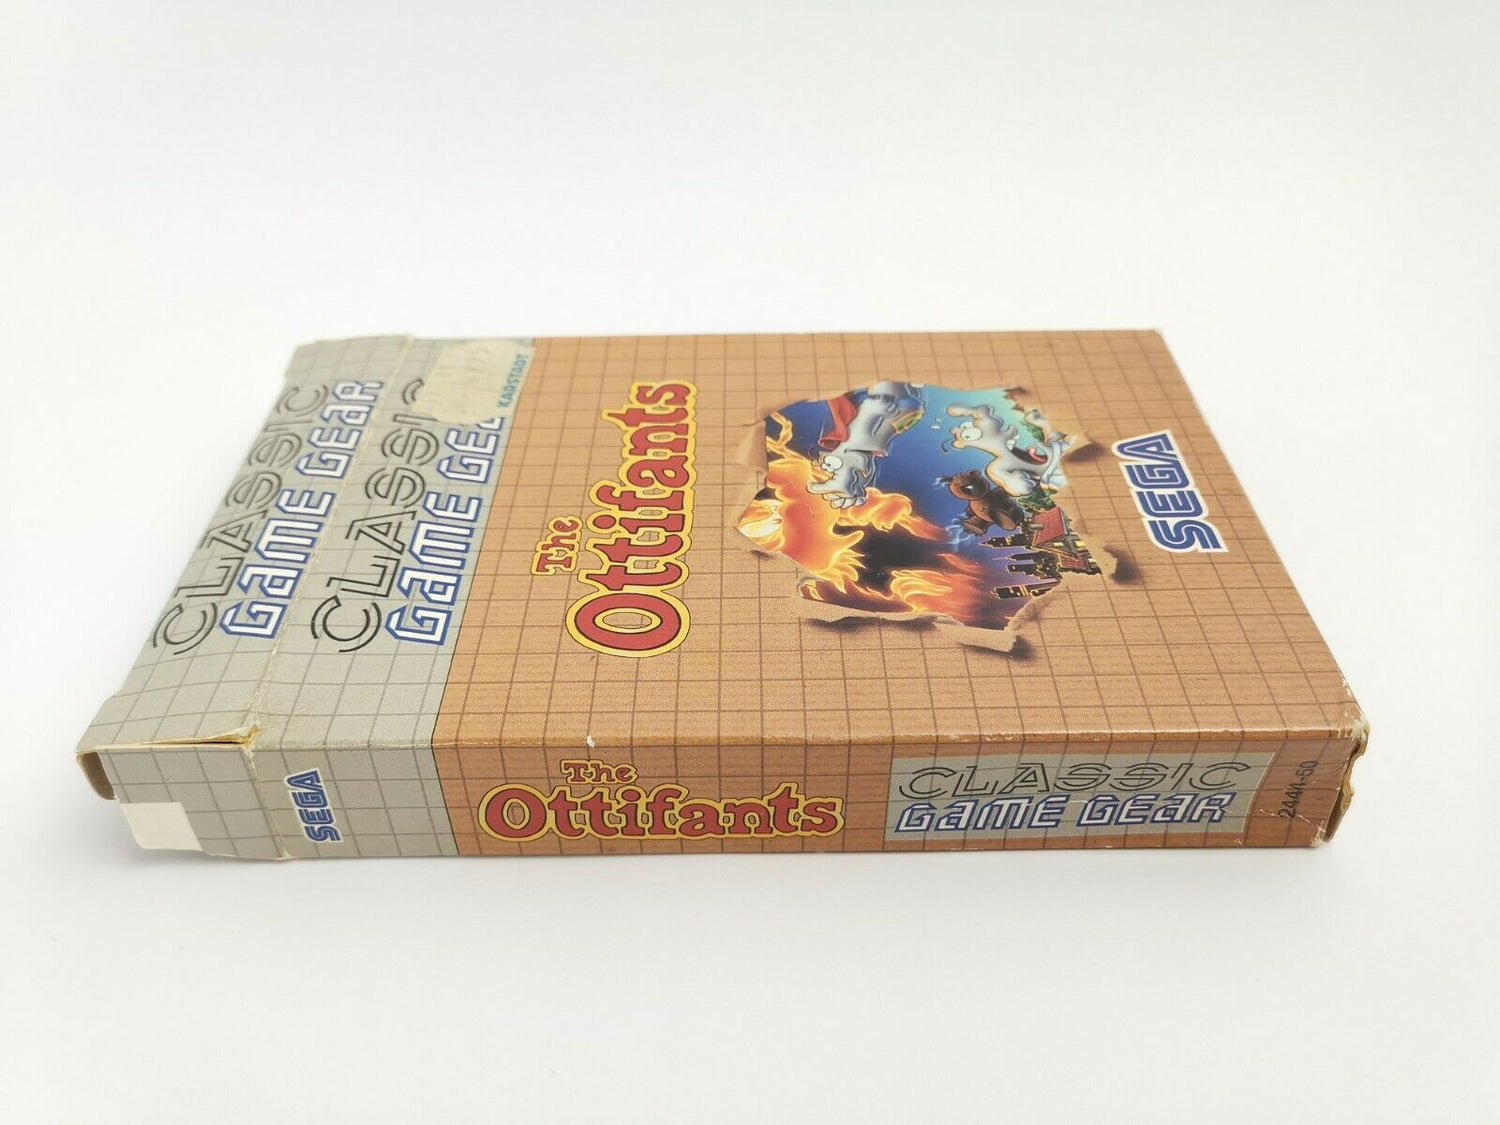 CLASSIC
GAME GEAR
CLASSIC
GAME GEA
KARSTADT
The
Ottifants
SEGA
SEGA
The
Ottifants
CLASSIC
GAME GEAR
2444-50